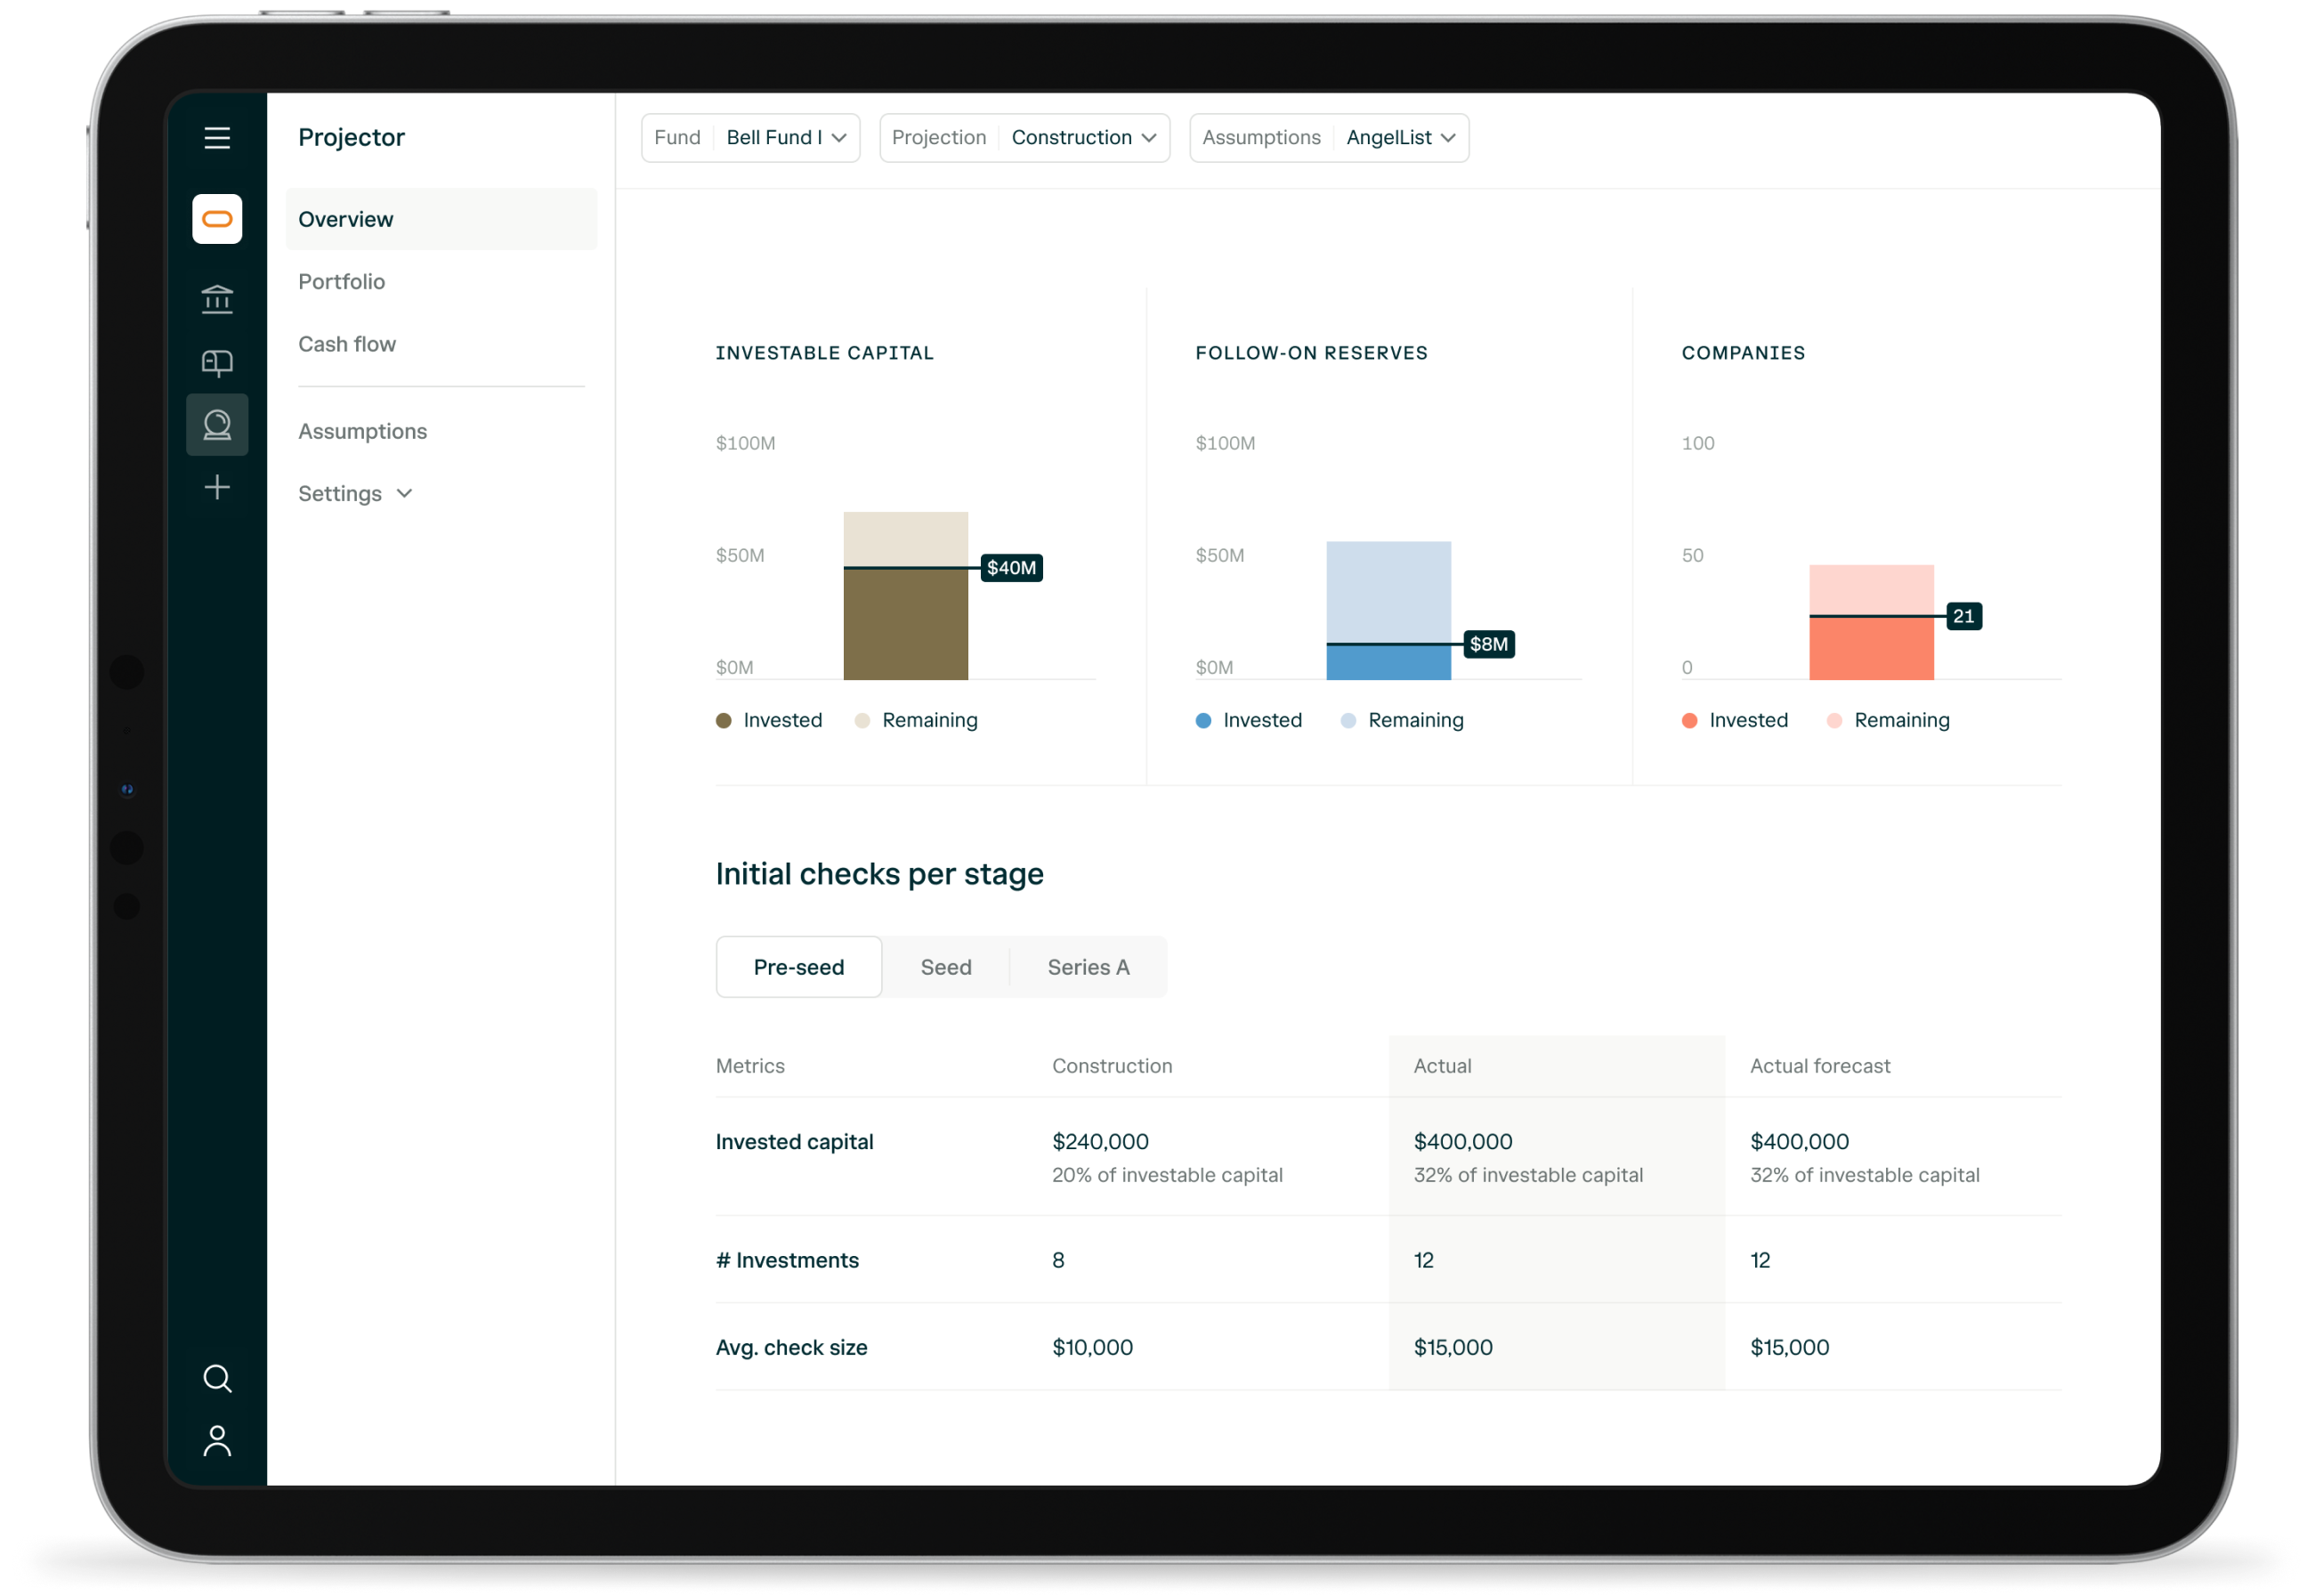 Projector
Fund Bell Fund I
Projection Construction
Assumptions AngelList
Overview
Portfolio
Cash flow
Assumptions
Settings
INVESTABLE CAPITAL
$100M
$50M
$0M
$40M
Invested Remaining
FOLLOW-ON RESERVES
$100M
$50M
$0M
$8M
Invested Remaining
COMPANIES
100
50
0
21
Invested Remaining
Initial checks per stage
Pre-seed Seed Series A
Metrics Construction Actual Actual forecast
Invested capital $240,000 $400,000 $400,000
20% of investable capital 32% of investable capital 32% of investable capital
# Investments 8 12 12
Avg. check size $10,000 $15,000 $15,000